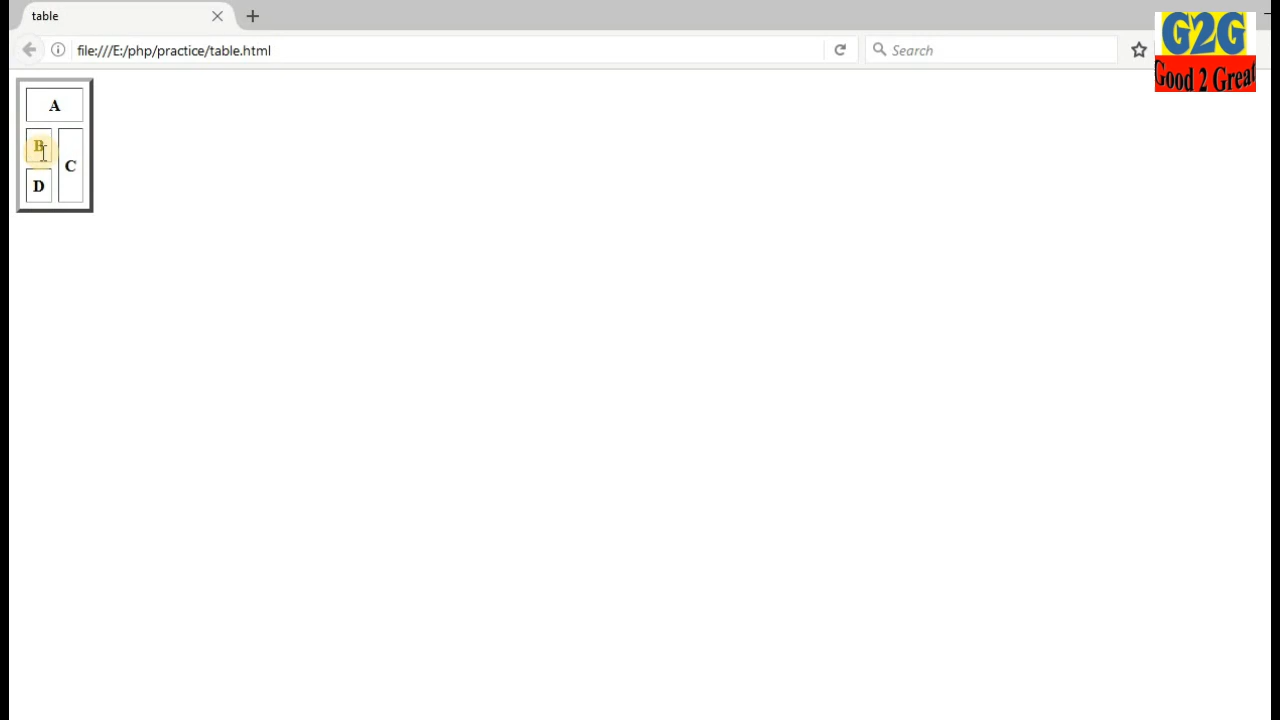 table
file:///E:/php/practice/table.html
Search
G2G
Good 2 Great
A
B
C
D